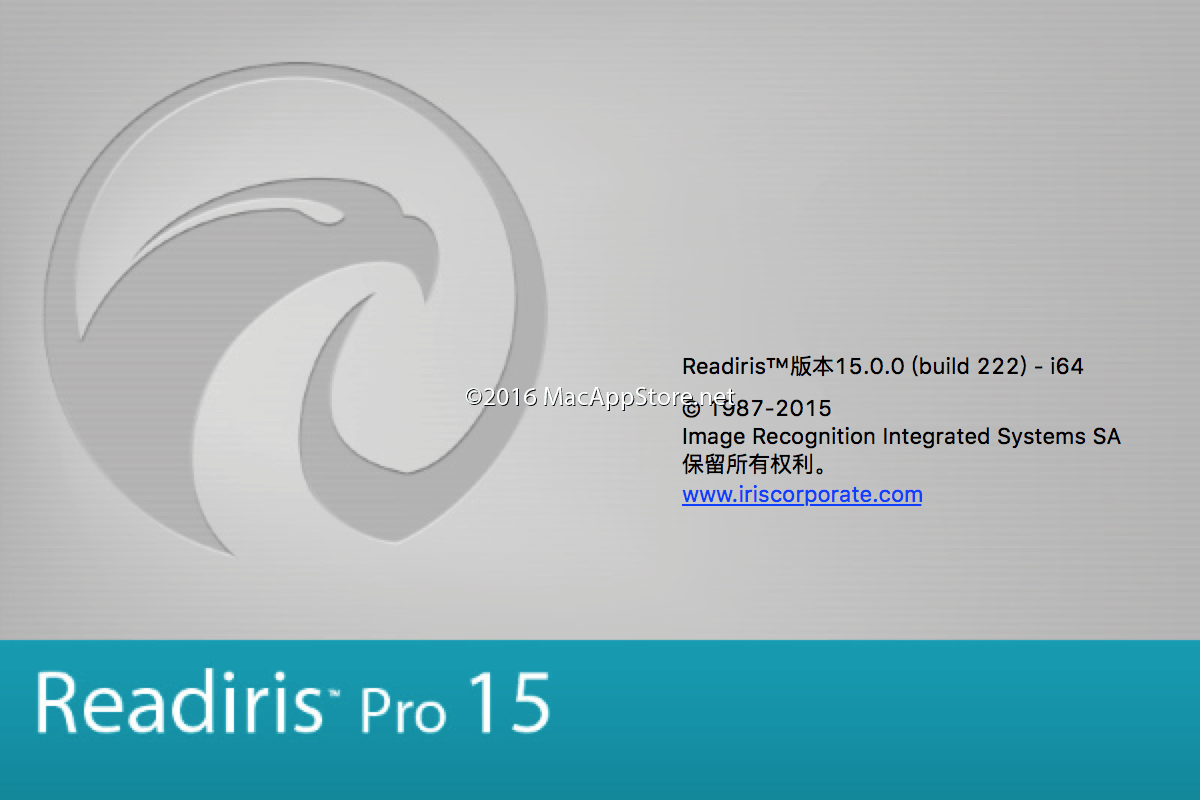 Readiris™版本15.0.0 (build 222) - i64
©2016 MacAppStore.net
© 1987-2015
Image Recognition Integrated Systems SA
保留所有权利。
www.iriscorporate.com
Readiris™ Pro 15